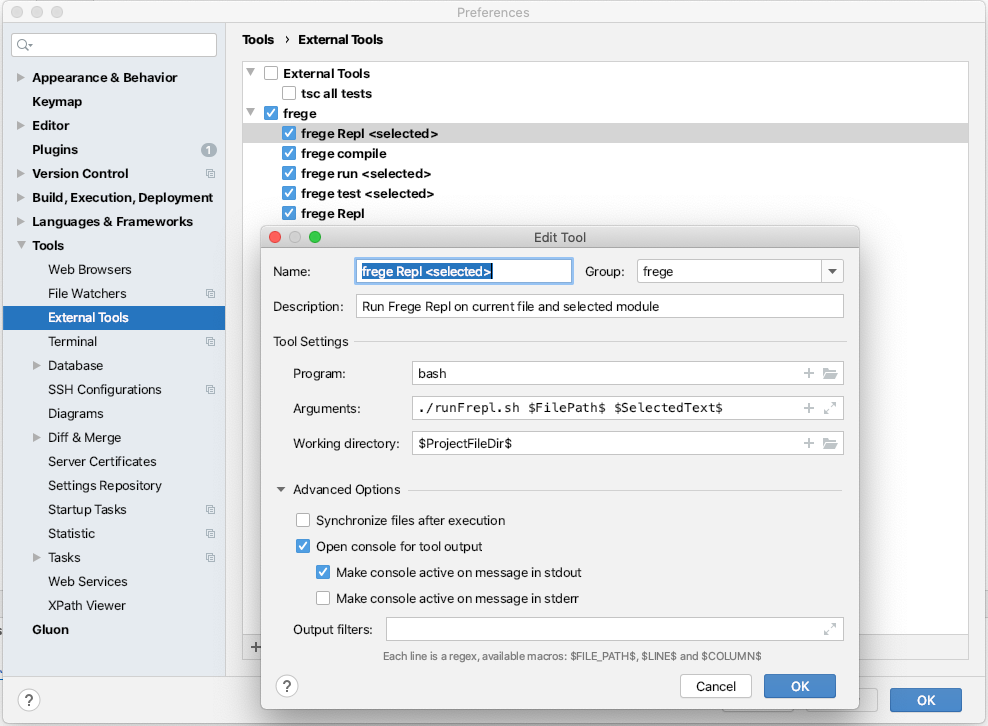 Preferences
Tools › External Tools
Appearance & Behavior
Keymap
Editor
Plugins 1
Version Control
Build, Execution, Deployment
Languages & Frameworks
Tools
Web Browsers
File Watchers
External Tools
Terminal
Database
SSH Configurations
Diagrams
Diff & Merge
Server Certificates
Settings Repository
Startup Tasks
Statistic
Tasks
Web Services
XPath Viewer
Gluon
External Tools
tsc all tests
frege
frege Repl <selected>
frege compile
frege run <selected>
frege test <selected>
frege Repl
Edit Tool
Name: frege Repl <selected> Group: frege
Description: Run Frege Repl on current file and selected module
Tool Settings
Program: bash
Arguments: ./runFrepl.sh $FilePath$ $SelectedText$
Working directory: $ProjectFileDir$
Advanced Options
Synchronize files after execution
Open console for tool output
Make console active on message in stdout
Make console active on message in stderr
Output filters:
Each line is a regex, available macros: $FILE_PATH$, $LINE$ and $COLUMN$
? Cancel OK
? OK